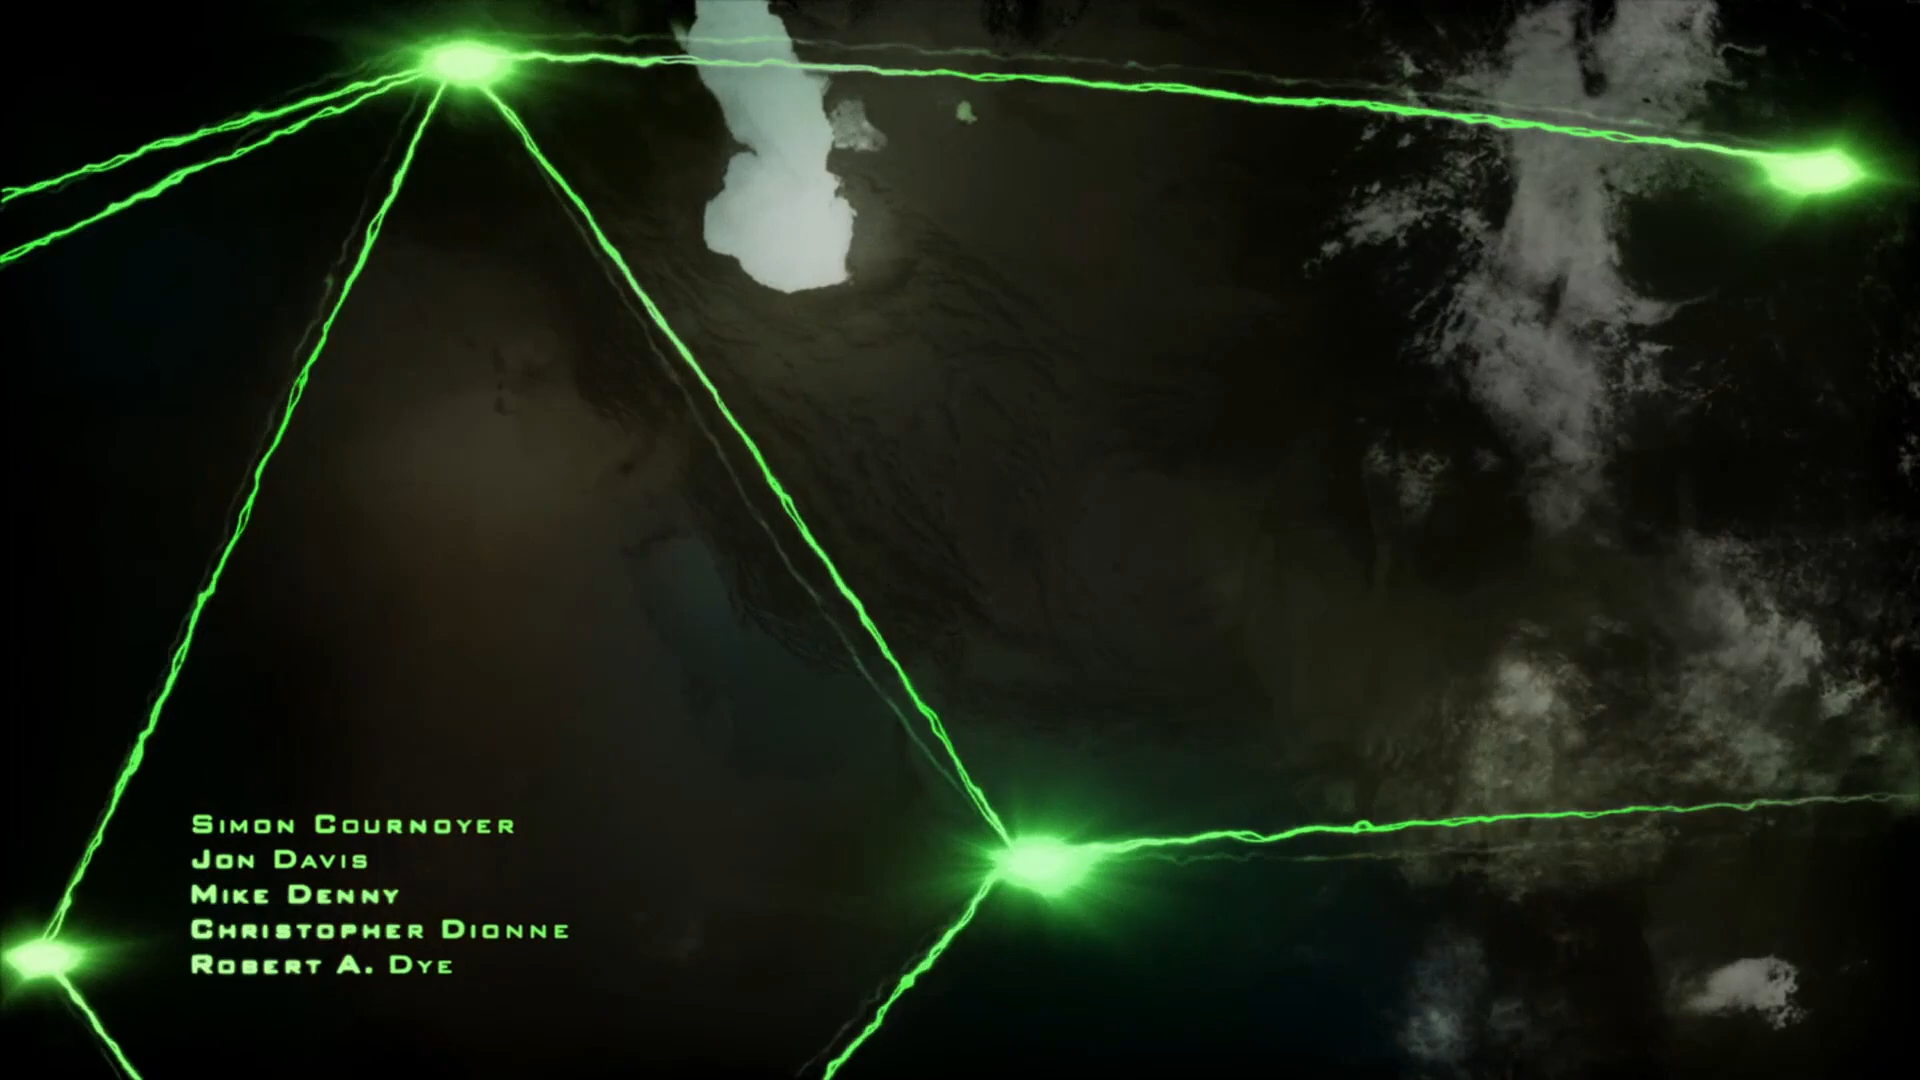 Simon Cournoyer
Jon Davis
Mike Denny
Christopher Dionne
Robert A. Dye